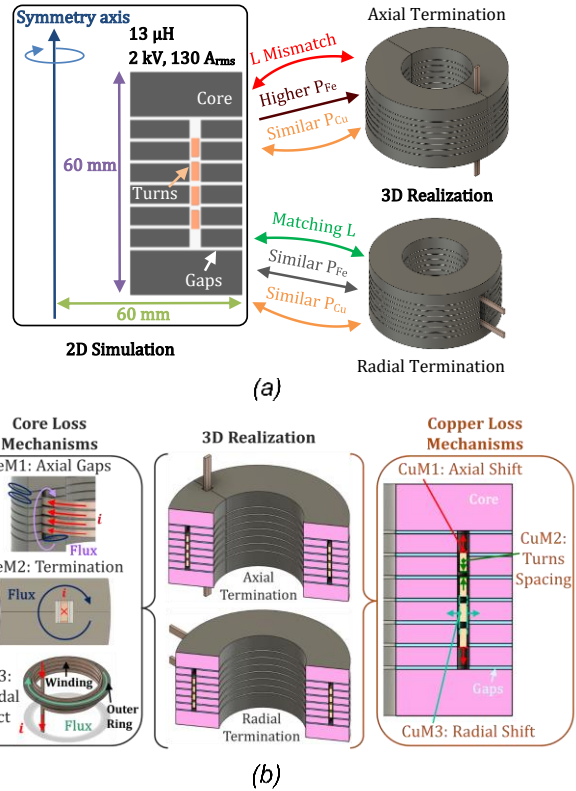 Symmetry axis
13 µH
2 kV, 130 Arms
Core
60 mm
Turns
Gaps
60 mm
2D Simulation
L Mismatch
Higher PFe
Similar PCu
Axial Termination
3D Realization
Matching L
Similar PFe
Similar PCu
Radial Termination
(a)
Core Loss
Mechanisms
eM1: Axial Gaps
i
Flux
eM2: Termination
Flux
i
3:
dal
ct
Winding
Outer
Ring
Flux
i
3D Realization
Axial
Termination
Radial
Termination
Copper Loss
Mechanisms
CuM1: Axial Shift
Core
CuM2:
Turns
Spacing
Gaps
CuM3: Radial Shift
(b)